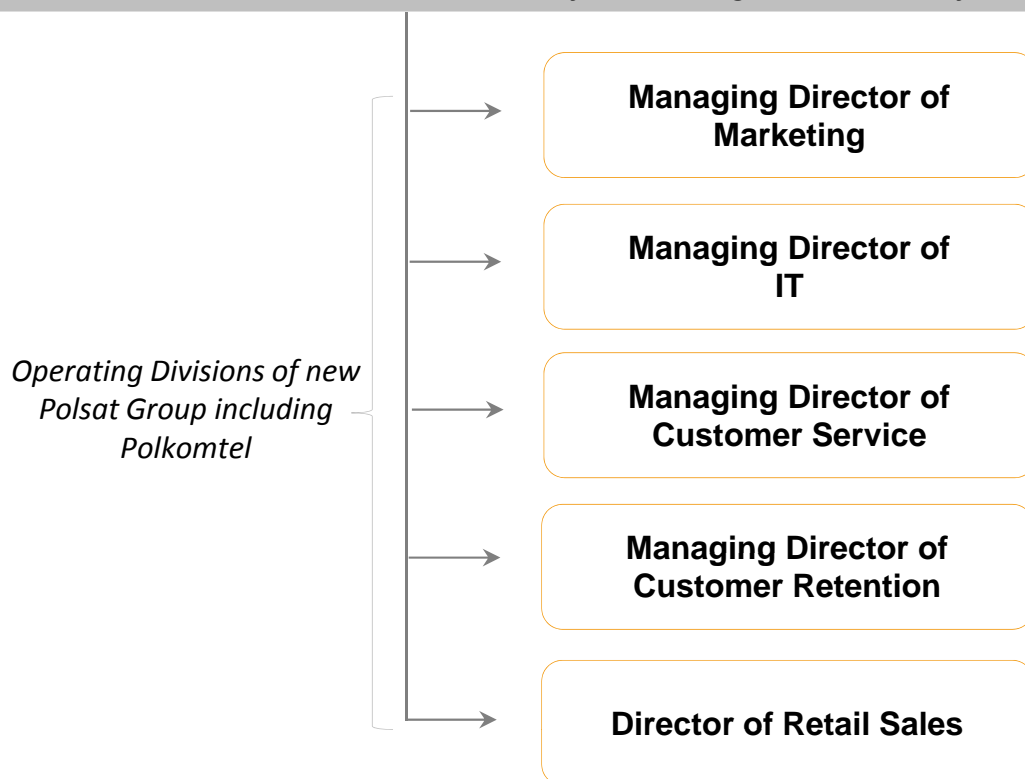 Managing Director of
Marketing
Managing Director of
IT
Operating Divisions of new
Polsat Group including
Polkomtel
Managing Director of
Customer Service
Managing Director of
Customer Retention
Director of Retail Sales